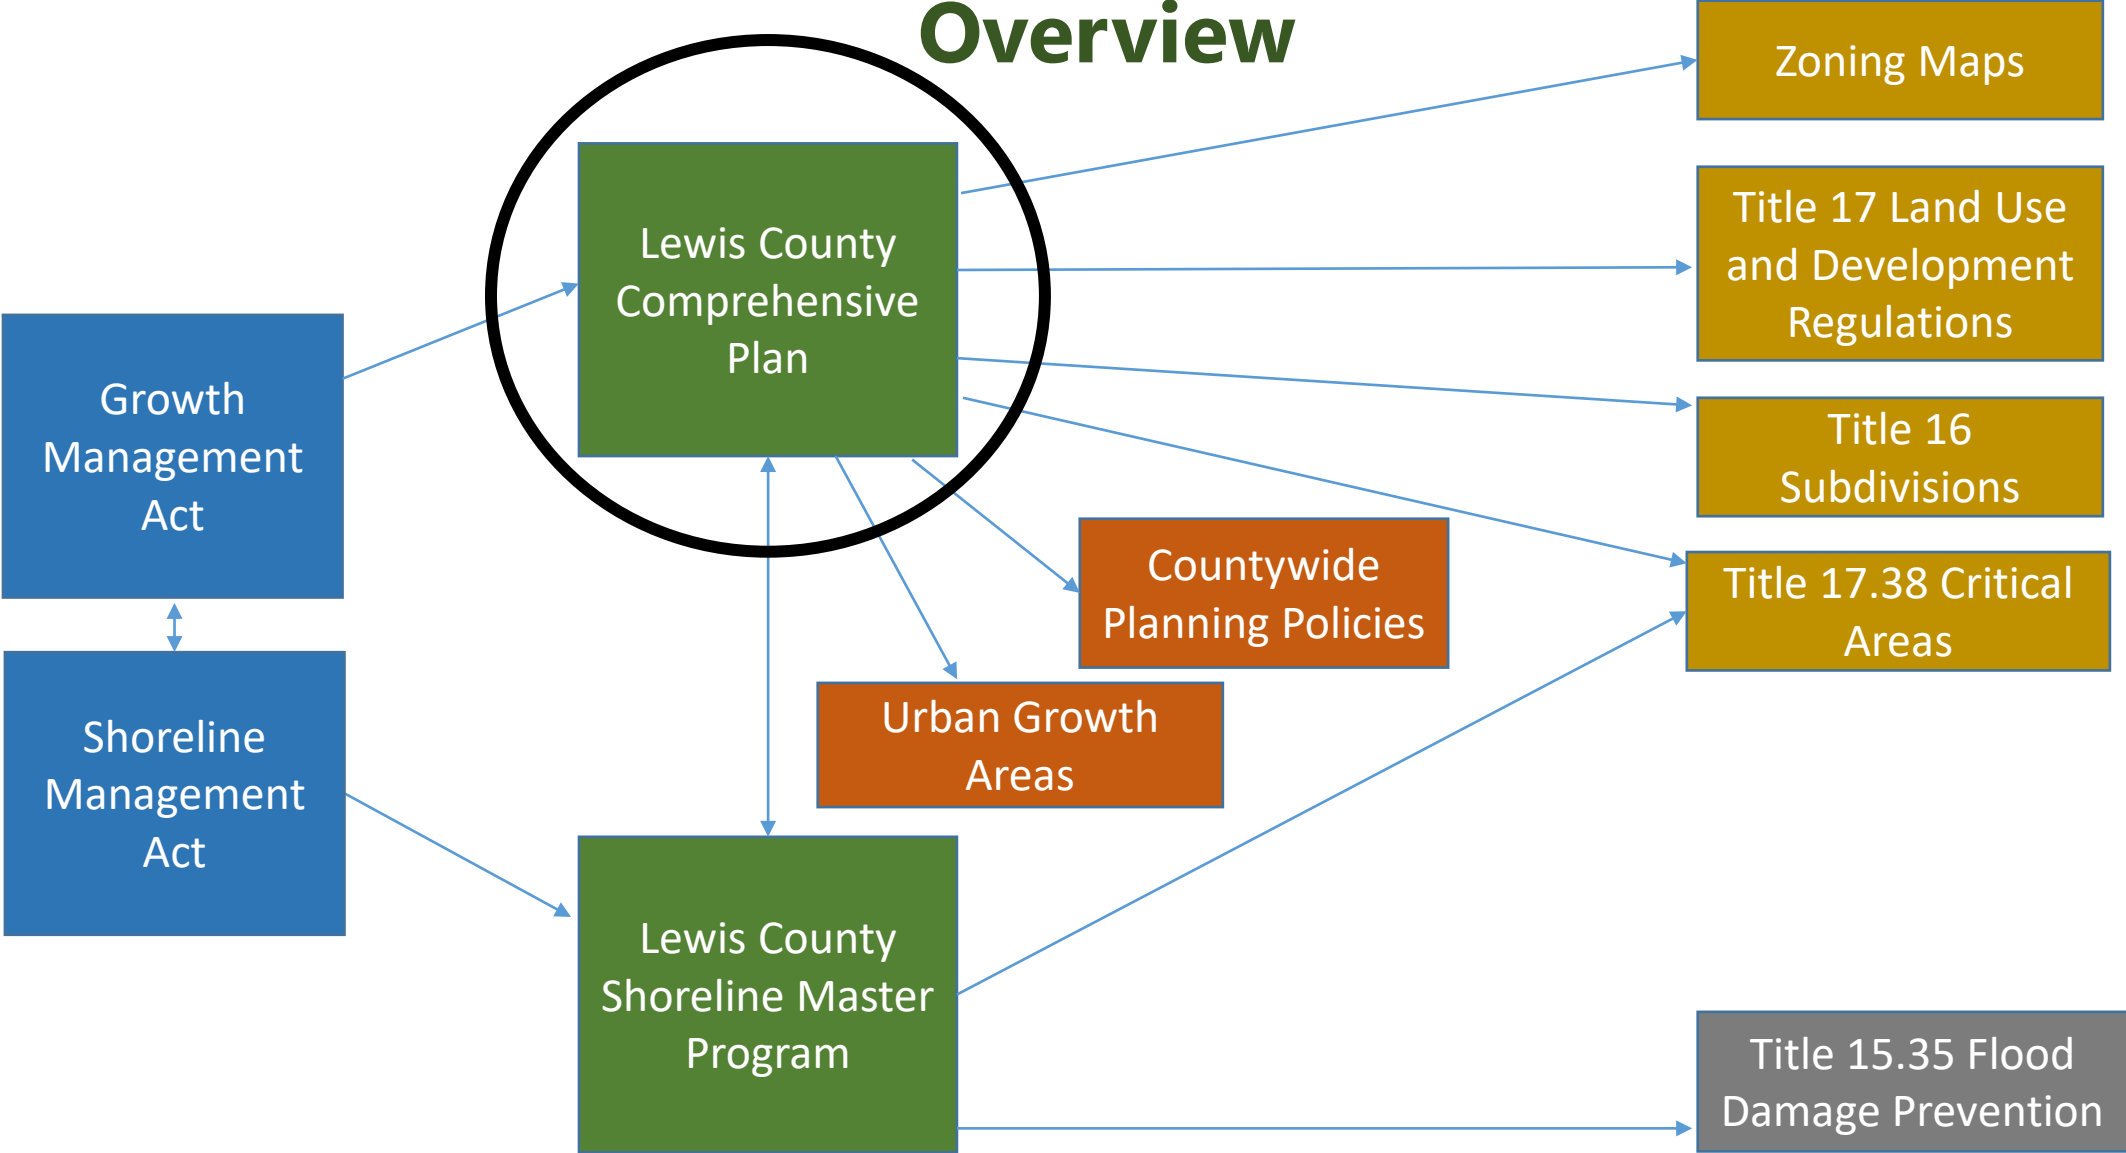 Overview
Zoning Maps
Title 17 Land Use
and Development
Regulations
Lewis County
Comprehensive
Plan
Growth
Management
Act
Title 16
Subdivisions
Countywide
Planning Policies
Title 17.38 Critical
Areas
Urban Growth
Areas
Shoreline
Management
Act
Lewis County
Shoreline Master
Program
Title 15.35 Flood
Damage Prevention